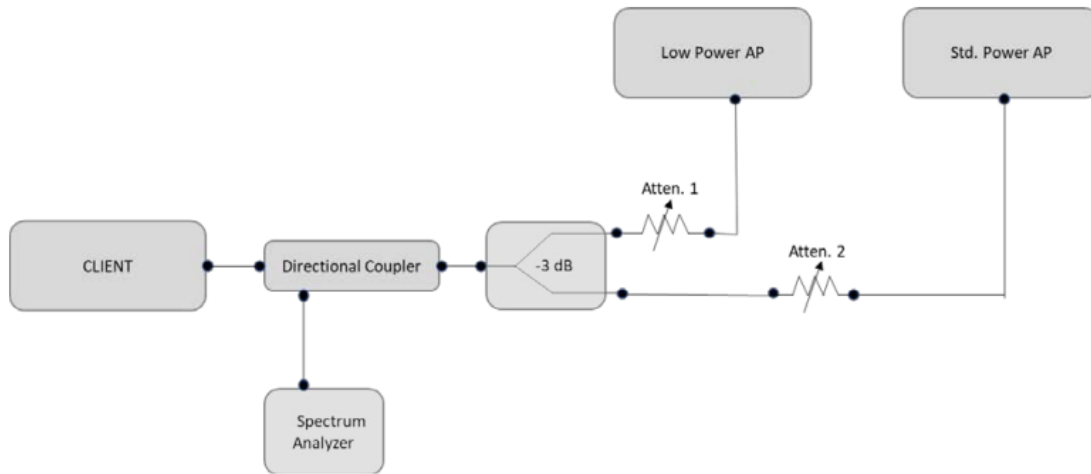 Low Power AP
Std. Power AP
Atten. 1
Atten. 2
CLIENT
Directional Coupler
-3 dB
Spectrum
Analyzer